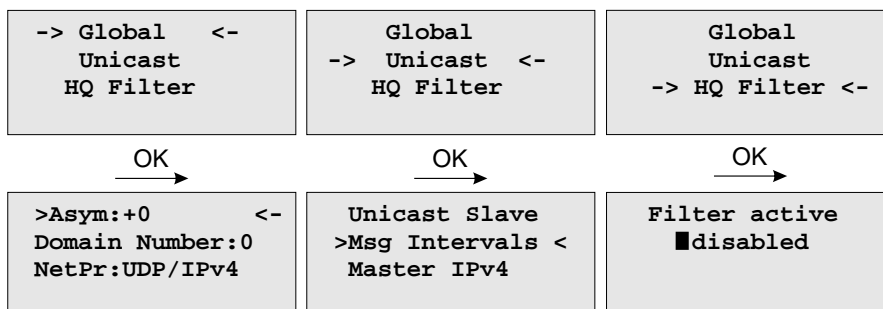 -> Global <-
Unicast
HQ Filter
Global
-> Unicast <-
HQ Filter
Global
Unicast
-> HQ Filter <-
OK
OK
OK
>Asym:+0 <-
Domain Number:0
NetPr:UDP/IPv4
Unicast Slave
>Msg Intervals <
Master IPv4
Filter active
disabled